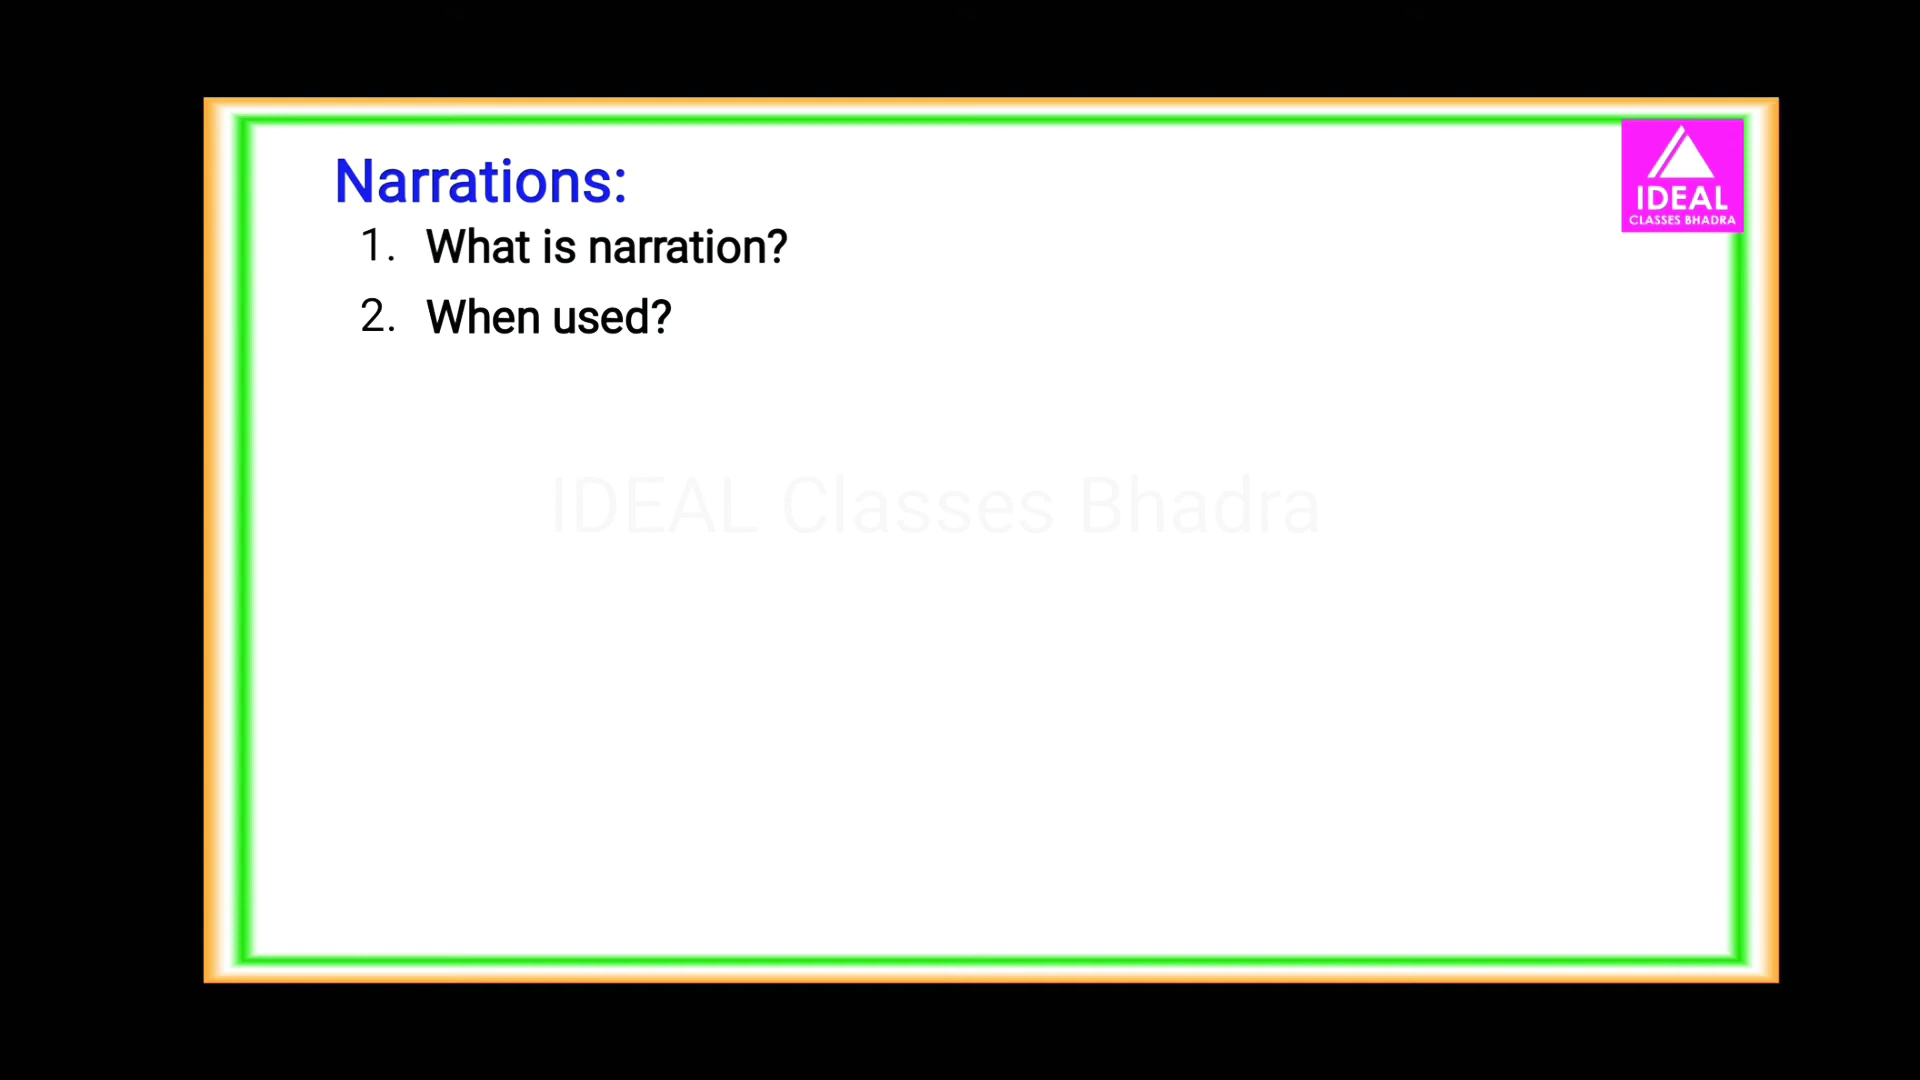 Narrations:
1. What is narration?
2. When used?
IDEAL
CLASSES BHADRA
IDEAL Classes Bhadra